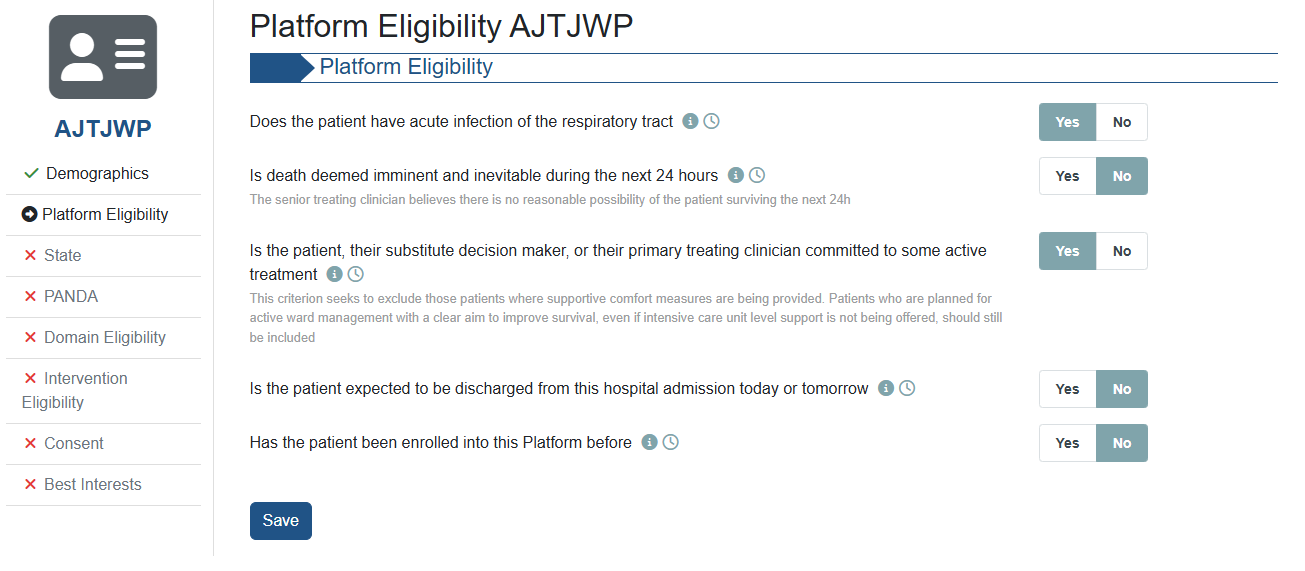 Platform Eligibility AJTJWP
Platform Eligibility
AJTJWP
Demographics
Platform Eligibility
State
PANDA
Domain Eligibility
Intervention
Eligibility
Consent
Best Interests
Does the patient have acute infection of the respiratory tract
Yes No
Is death deemed imminent and inevitable during the next 24 hours
Yes No
The senior treating clinician believes there is no reasonable possibility of the patient surviving the next 24h
Is the patient, their substitute decision maker, or their primary treating clinician committed to some active
treatment
Yes No
This criterion seeks to exclude those patients where supportive comfort measures are being provided. Patients who are planned for
active ward management with a clear aim to improve survival, even if intensive care unit level support is not being offered, should still
be included
Is the patient expected to be discharged from this hospital admission today or tomorrow
Yes No
Has the patient been enrolled into this Platform before
Yes No
Save